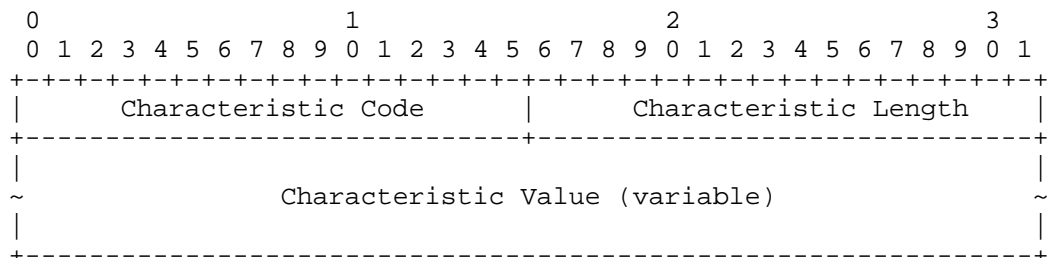 0                   1                   2                   3
 0 1 2 3 4 5 6 7 8 9 0 1 2 3 4 5 6 7 8 9 0 1 2 3 4 5 6 7 8 9 0 1
+-+-+-+-+-+-+-+-+-+-+-+-+-+-+-+-+-+-+-+-+-+-+-+-+-+-+-+-+-+-+-+-+
|      Characteristic Code      |     Characteristic Length     |
+-------------------------------+-------------------------------+
|                                                               |
~                Characteristic Value (variable)                ~
|                                                               |
+---------------------------------------------------------------+